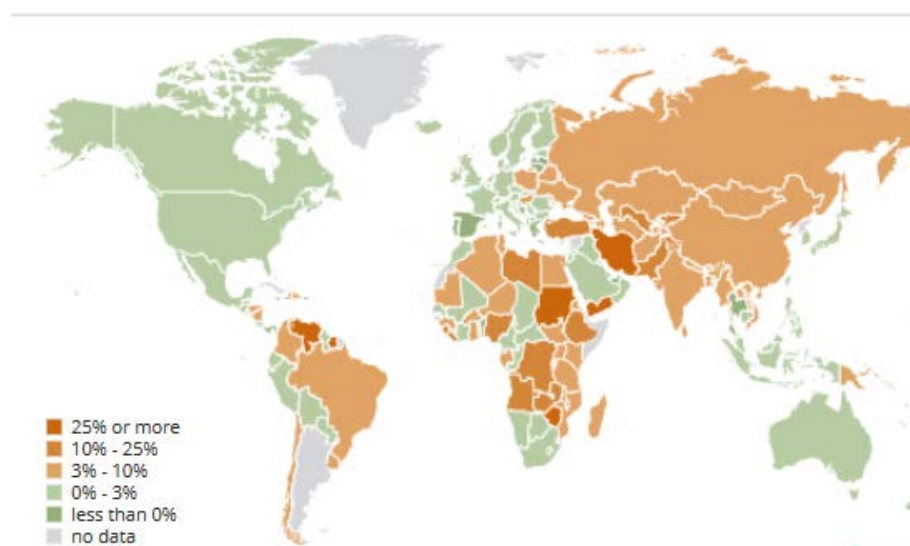 25% or more
10% - 25%
3% - 10%
0% - 3%
less than 0%
no data